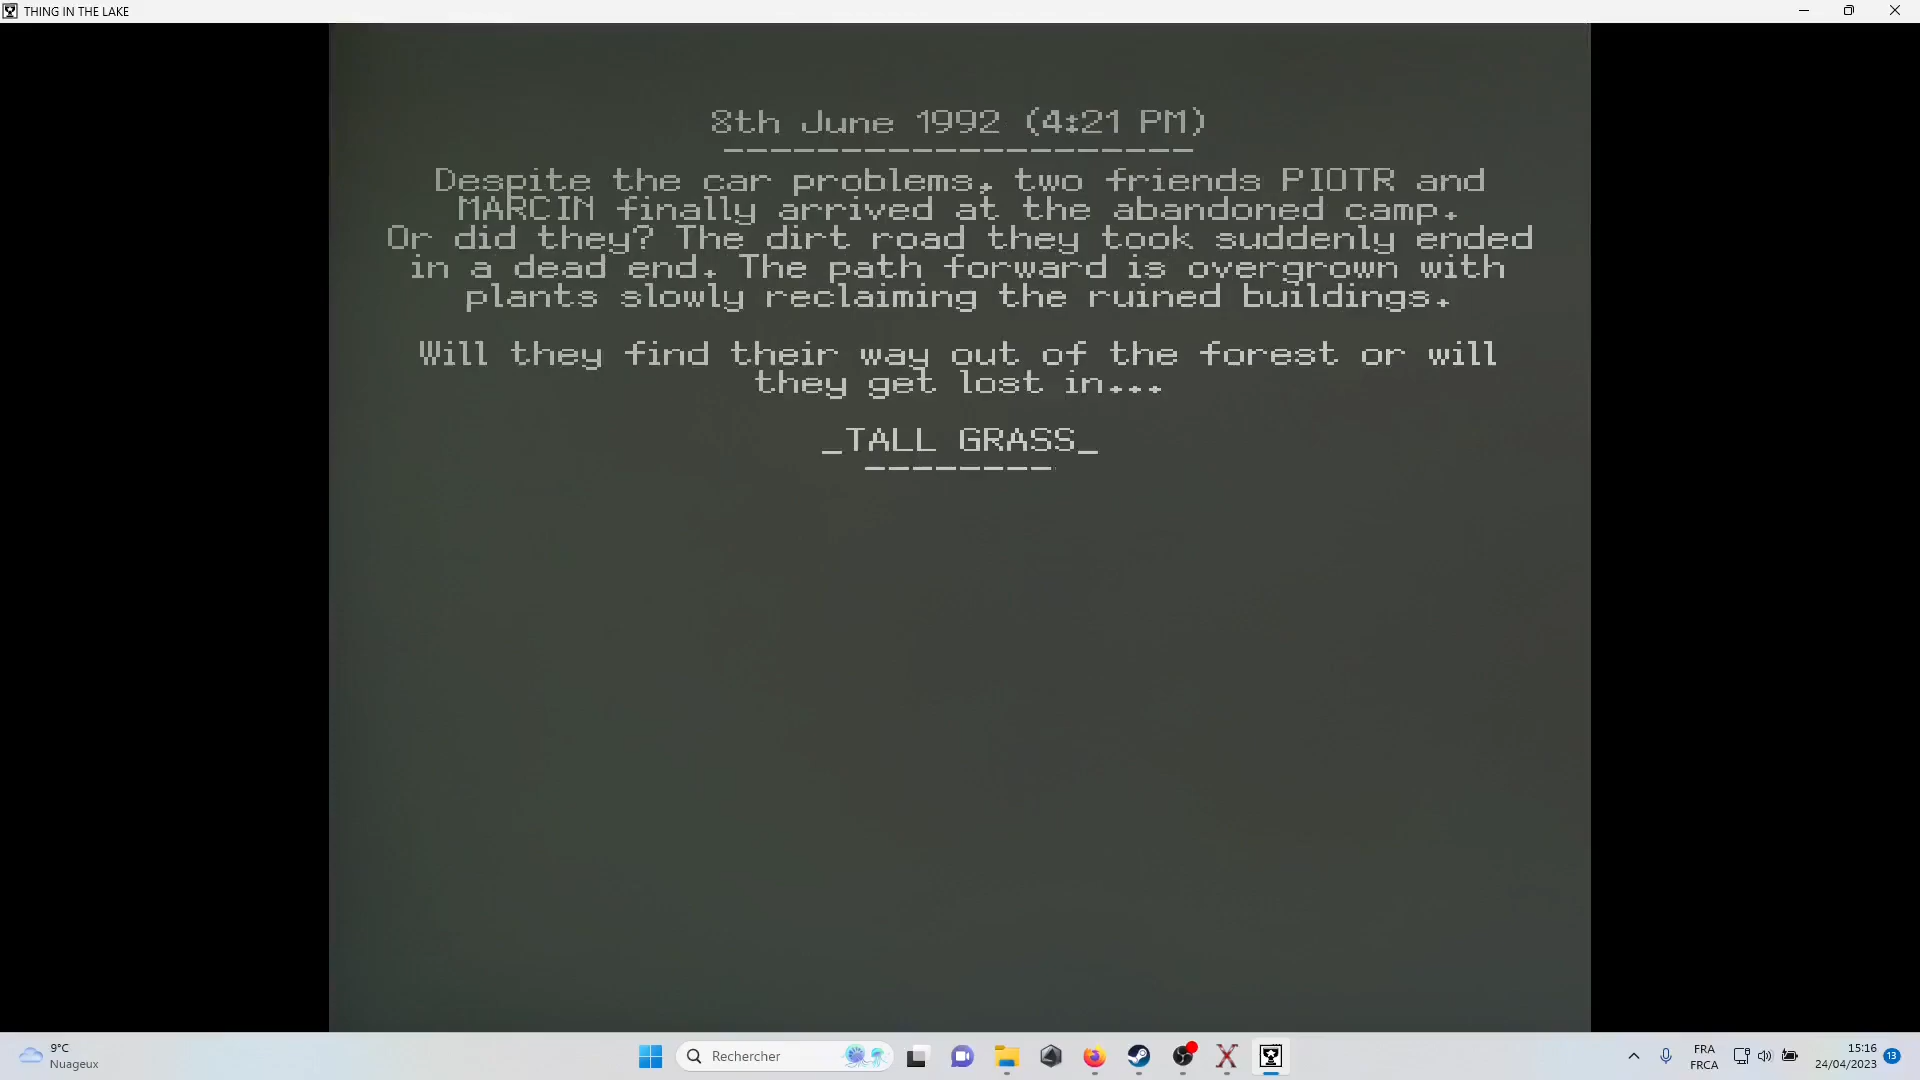 THING IN THE LAKE
8th June 1992 (4:21 PM)
--------------------
Despite the car problems, two friends PIOTR and
MARCIN finally arrived at the abandoned camp.
Or did they? The dirt road they took suddenly ended
in a dead end. The path forward is overgrown with
plants slowly reclaiming the ruined buildings.
Will they find their way out of the forest or will
they get lost in...
_TALL GRASS_
--------
9°C
Nuageux
Rechercher
FRA
FRCA
15:16
24/04/2023
13